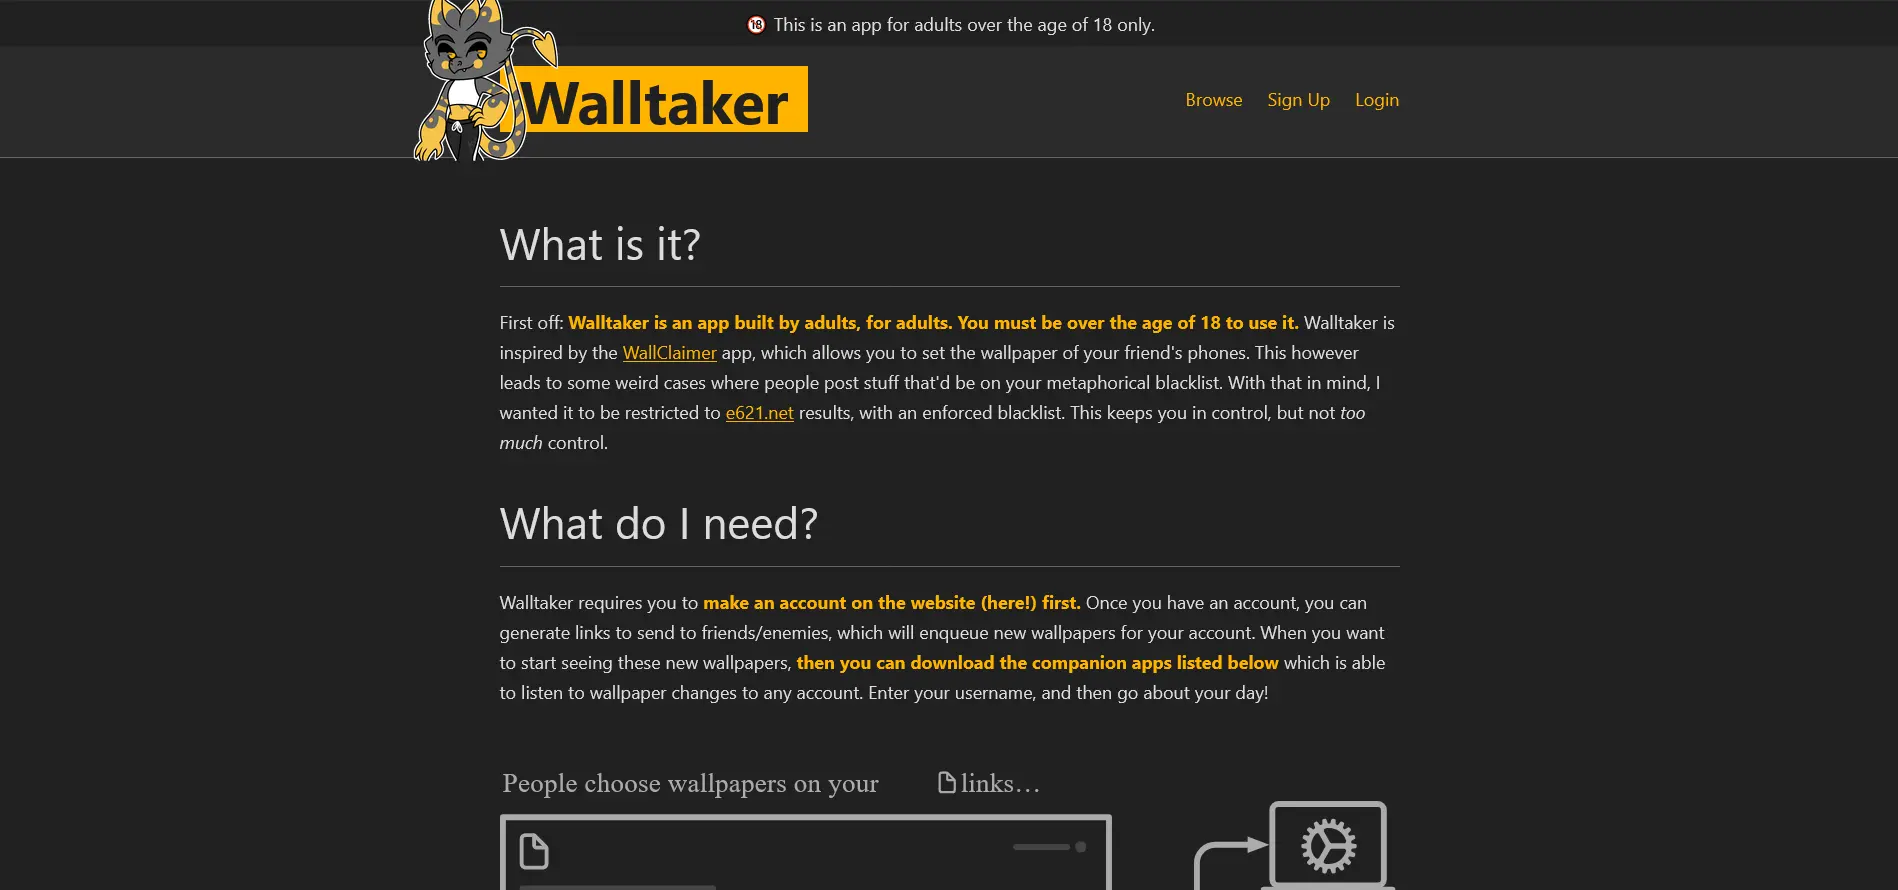 🔞 This is an app for adults over the age of 18 only.
Walltaker
Browse Sign Up Login
What is it?
First off: Walltaker is an app built by adults, for adults. You must be over the age of 18 to use it. Walltaker is
inspired by the WallClaimer app, which allows you to set the wallpaper of your friend's phones. This however
leads to some weird cases where people post stuff that'd be on your metaphorical blacklist. With that in mind, I
wanted it to be restricted to e621.net results, with an enforced blacklist. This keeps you in control, but not too
much control.
What do I need?
Walltaker requires you to make an account on the website (here!) first. Once you have an account, you can
generate links to send to friends/enemies, which will enqueue new wallpapers for your account. When you want
to start seeing these new wallpapers, then you can download the companion apps listed below which is able
to listen to wallpaper changes to any account. Enter your username, and then go about your day!
People choose wallpapers on your links...